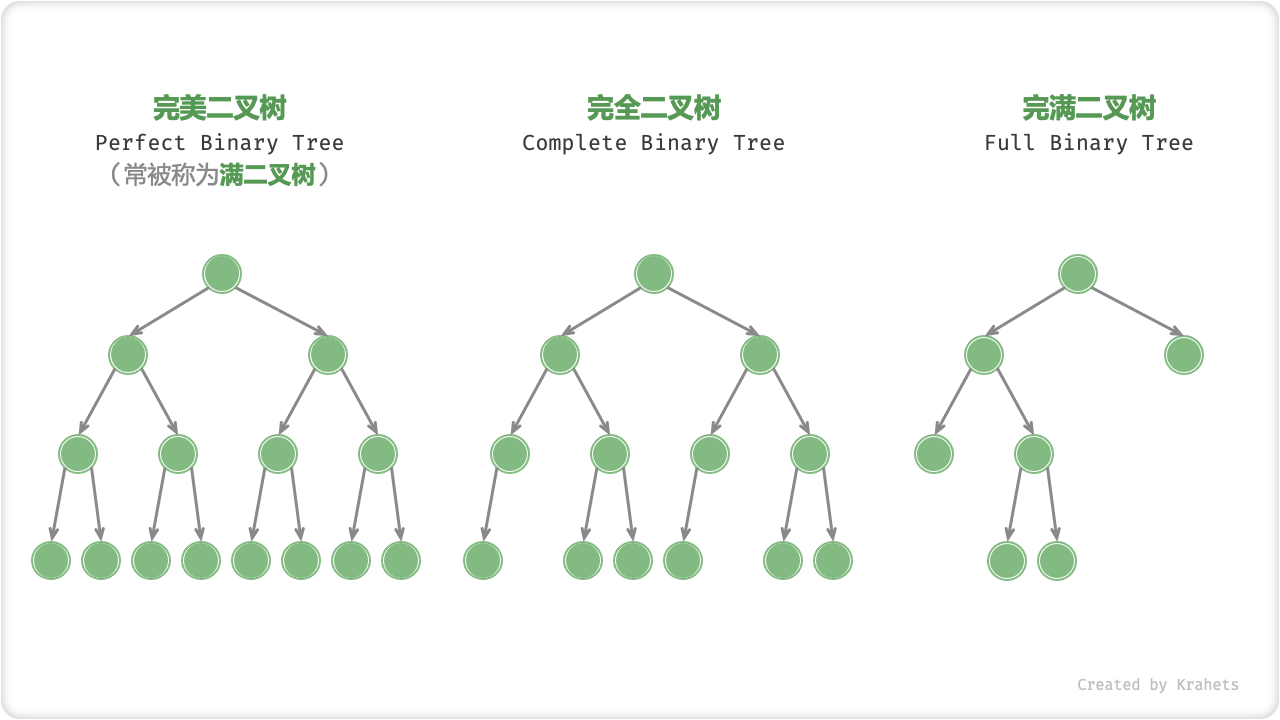 完美二叉树
Perfect Binary Tree
（常被称为满二叉树）
完全二叉树
Complete Binary Tree
完满二叉树
Full Binary Tree
Created by Krahets